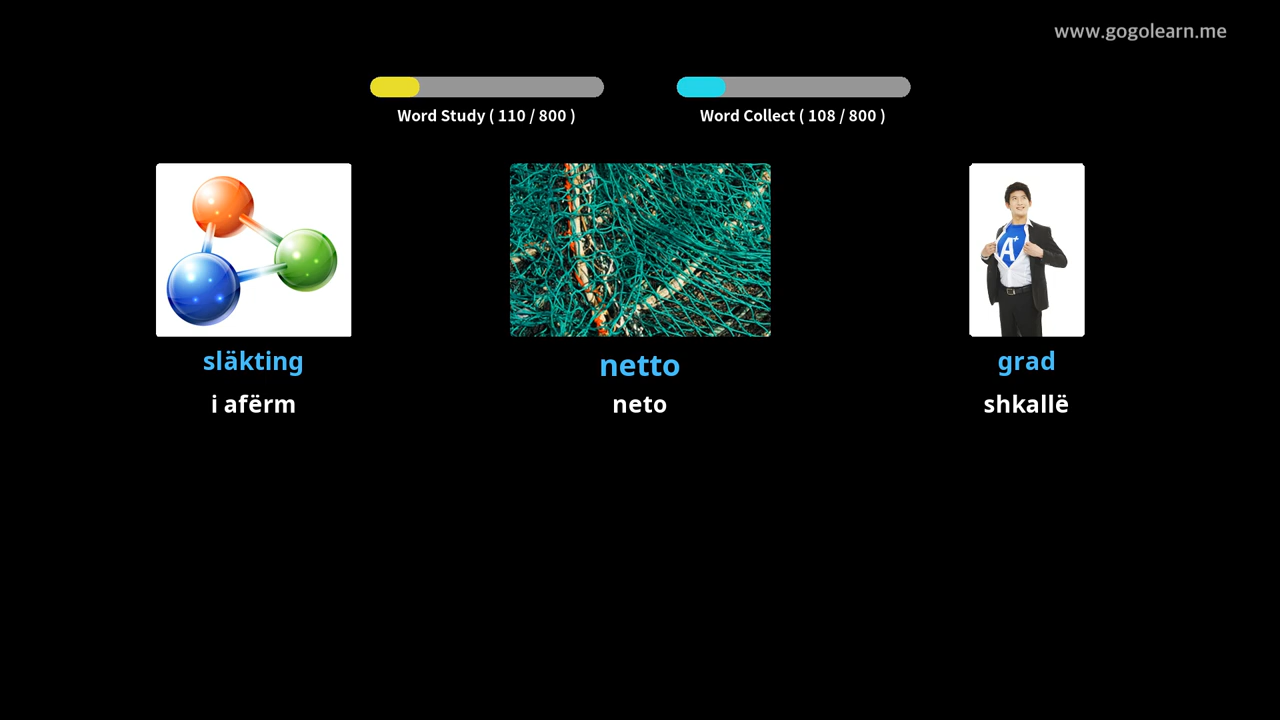 www.gogolearn.me
Word Study ( 110 / 800 )
Word Collect ( 108 / 800 )
A+
släkting
netto
grad
i afërm
neto
shkallë